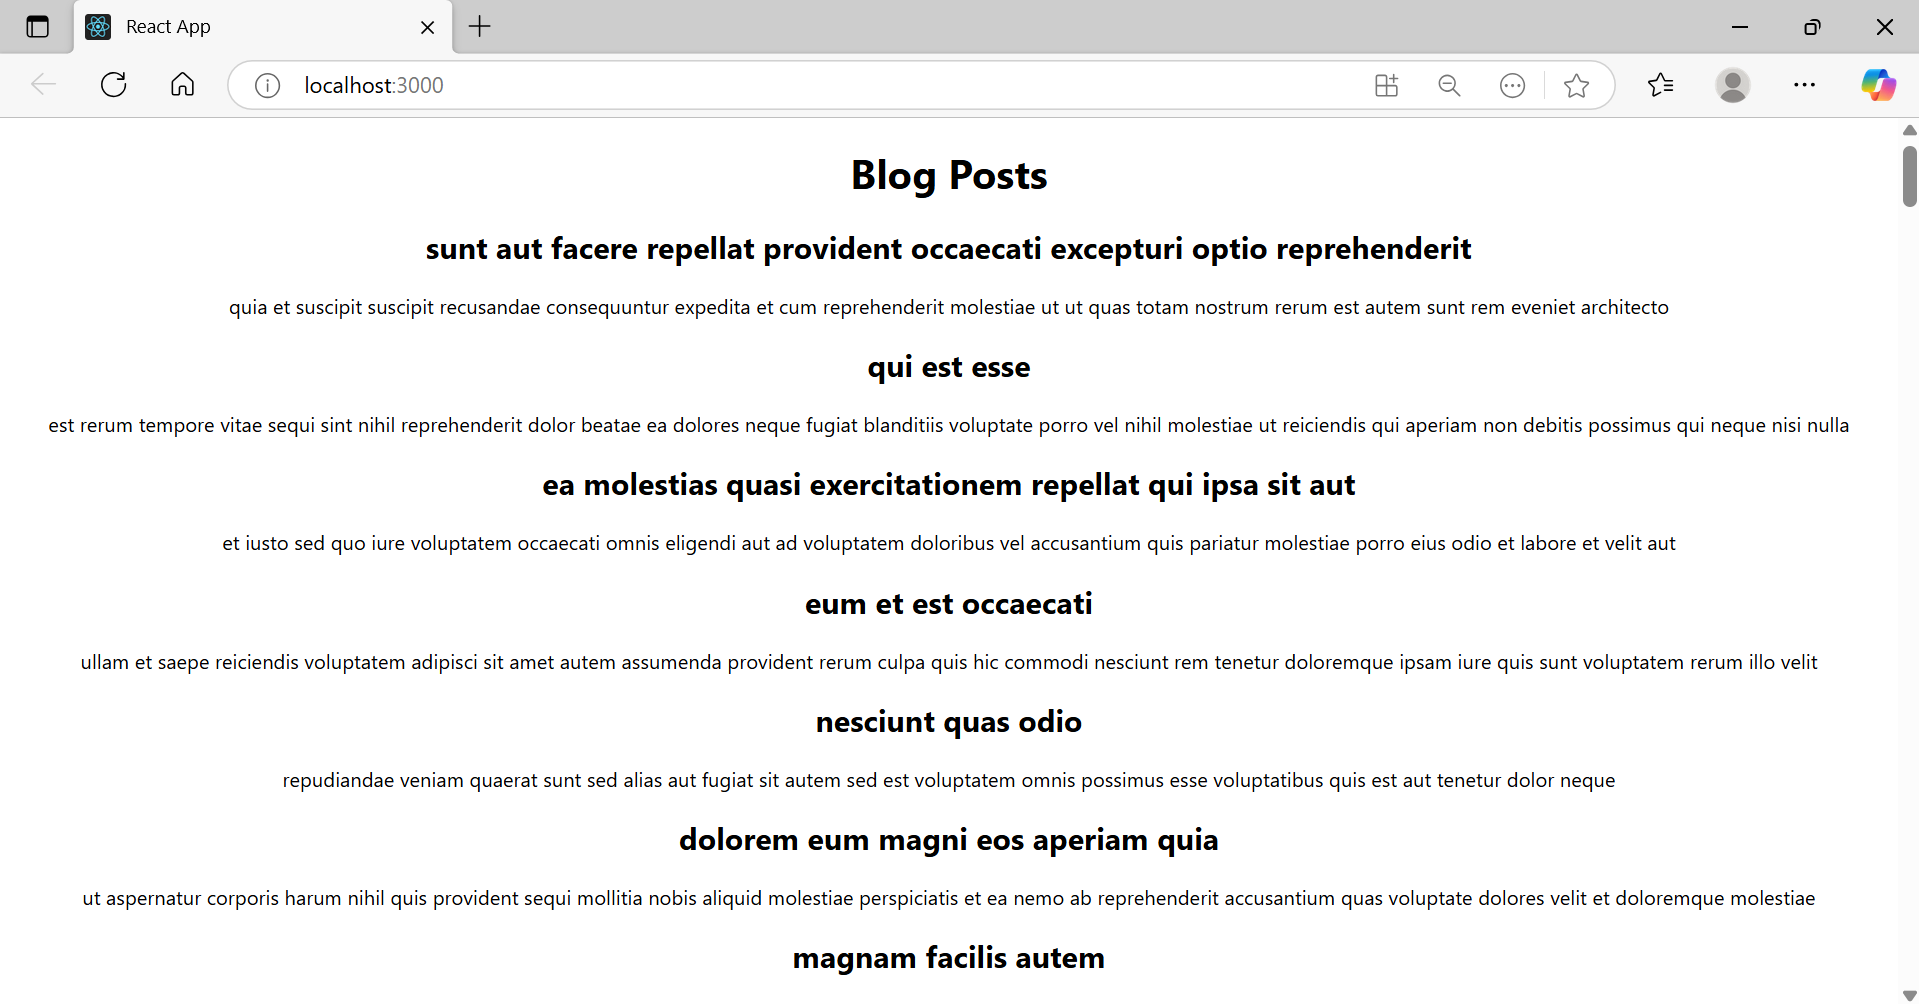 React App
localhost:3000
Blog Posts
sunt aut facere repellat provident occaecati excepturi optio reprehenderit
quia et suscipit suscipit recusandae consequuntur expedita et cum reprehenderit molestiae ut ut quas totam nostrum rerum est autem sunt rem eveniet architecto
qui est esse
est rerum tempore vitae sequi sint nihil reprehenderit dolor beatae ea dolores neque fugiat blanditiis voluptate porro vel nihil molestiae ut reiciendis qui aperiam non debitis possimus qui neque nisi nulla
ea molestias quasi exercitationem repellat qui ipsa sit aut
et iusto sed quo iure voluptatem occaecati omnis eligendi aut ad voluptatem doloribus vel accusantium quis pariatur molestiae porro eius odio et labore et velit aut
eum et est occaecati
ullam et saepe reiciendis voluptatem adipisci sit amet autem assumenda provident rerum culpa quis hic commodi nesciunt rem tenetur doloremque ipsam iure quis sunt voluptatem rerum illo velit
nesciunt quas odio
repudiandae veniam quaerat sunt sed alias aut fugiat sit autem sed est voluptatem omnis possimus esse voluptatibus quis est aut tenetur dolor neque
dolorem eum magni eos aperiam quia
ut aspernatur corporis harum nihil quis provident sequi mollitia nobis aliquid molestiae perspiciatis et ea nemo ab reprehenderit accusantium quas voluptate dolores velit et doloremque molestiae
magnam facilis autem